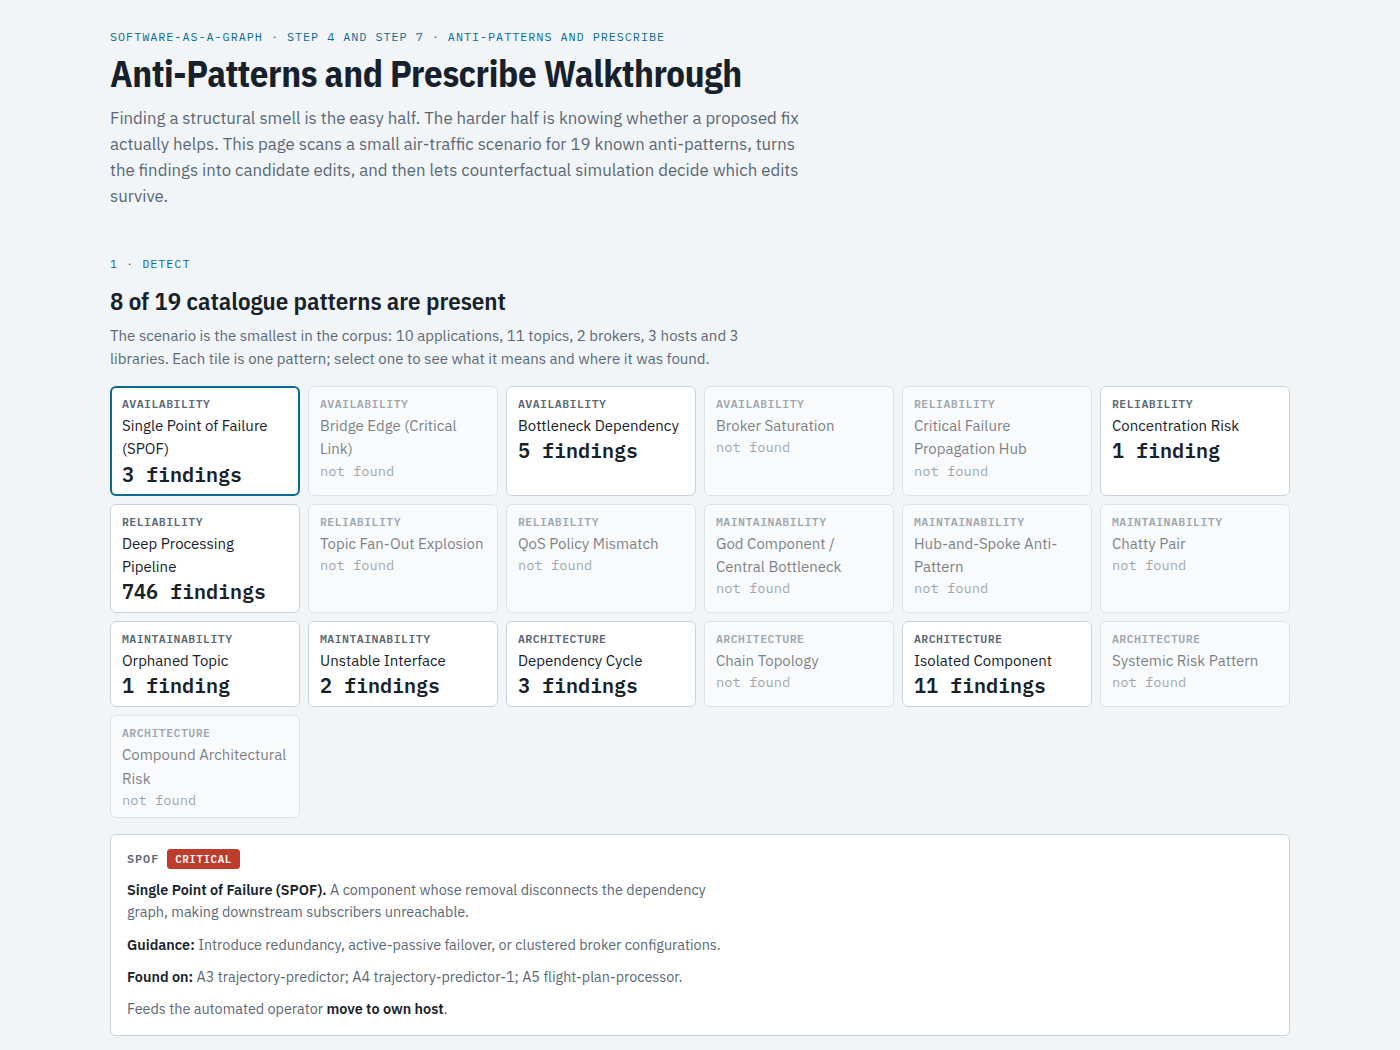 SOFTWARE-AS-A-GRAPH · STEP 4 AND STEP 7 · ANTI-PATTERNS AND PRESCRIBE
Anti-Patterns and Prescribe Walkthrough
Finding a structural smell is the easy half. The harder half is knowing whether a proposed fix
actually helps. This page scans a small air-traffic scenario for 19 known anti-patterns, turns
the findings into candidate edits, and then lets counterfactual simulation decide which edits
survive.
1 · DETECT
8 of 19 catalogue patterns are present
The scenario is the smallest in the corpus: 10 applications, 11 topics, 2 brokers, 3 hosts and 3
libraries. Each tile is one pattern; select one to see what it means and where it was found.
AVAILABILITY
Single Point of Failure
(SPOF)
3 findings
AVAILABILITY
Bridge Edge (Critical
Link)
not found
AVAILABILITY
Bottleneck Dependency
5 findings
AVAILABILITY
Broker Saturation
not found
RELIABILITY
Critical Failure
Propagation Hub
not found
RELIABILITY
Concentration Risk
1 finding
RELIABILITY
Deep Processing
Pipeline
746 findings
RELIABILITY
Topic Fan-Out Explosion
not found
RELIABILITY
QoS Policy Mismatch
not found
MAINTAINABILITY
God Component /
Central Bottleneck
not found
MAINTAINABILITY
Hub-and-Spoke Anti-
Pattern
not found
MAINTAINABILITY
Chatty Pair
not found
MAINTAINABILITY
Orphaned Topic
1 finding
MAINTAINABILITY
Unstable Interface
2 findings
ARCHITECTURE
Dependency Cycle
3 findings
ARCHITECTURE
Chain Topology
not found
ARCHITECTURE
Isolated Component
11 findings
ARCHITECTURE
Systemic Risk Pattern
not found
ARCHITECTURE
Compound Architectural
Risk
not found
SPOF CRITICAL
Single Point of Failure (SPOF). A component whose removal disconnects the dependency
graph, making downstream subscribers unreachable.
Guidance: Introduce redundancy, active-passive failover, or clustered broker configurations.
Found on: A3 trajectory-predictor; A4 trajectory-predictor-1; A5 flight-plan-processor.
Feeds the automated operator move to own host.